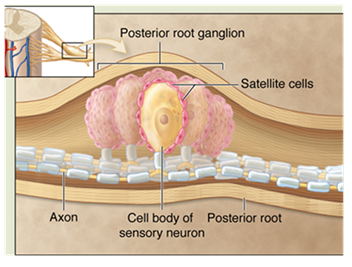 Posterior root ganglion
Satellite cells
Axon
Cell body of
sensory neuron
Posterior root